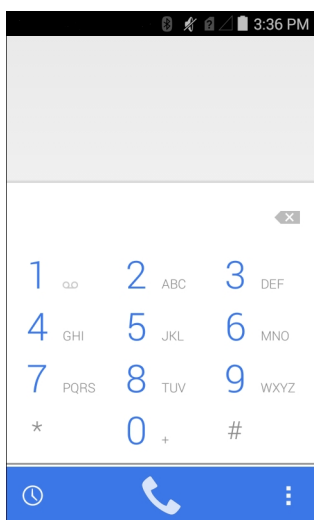 3:36 PM
1 2 ABC 3 DEF
4 GHI 5 JKL 6 MNO
7 PQRS 8 TUV 9 WXYZ
* 0 + #